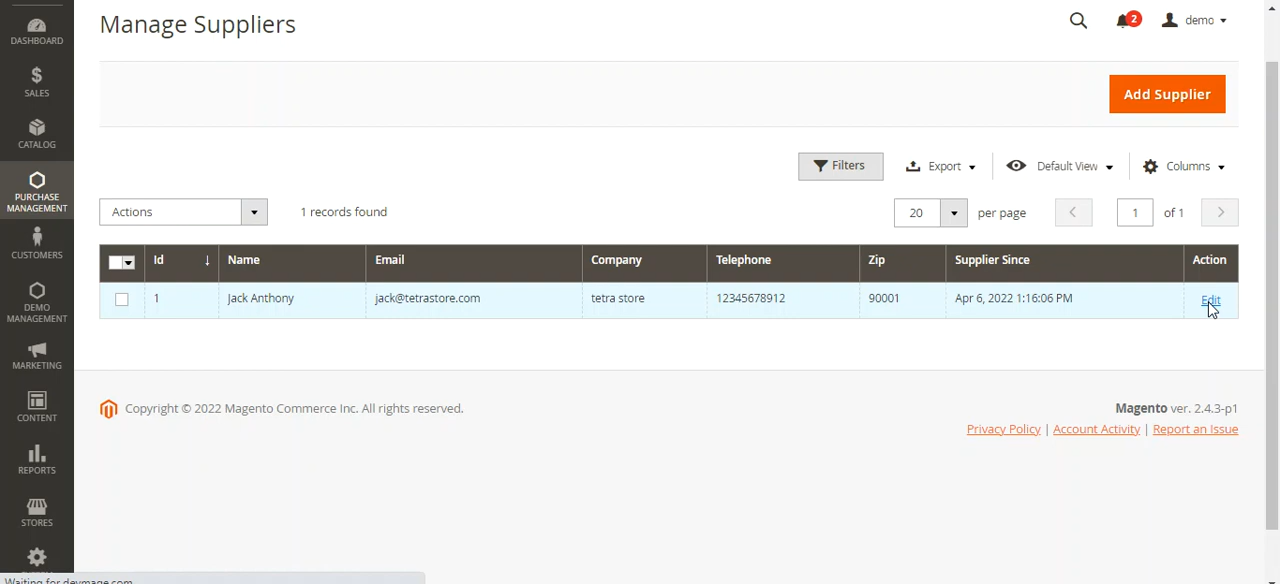 Manage Suppliers
2
demo
DASHBOARD
SALES
CATALOG
PURCHASE
MANAGEMENT
CUSTOMERS
DEMO
MANAGEMENT
MARKETING
CONTENT
REPORTS
STORES
Add Supplier
Filters
Export
Default View
Columns
Actions
1 records found
20
per page
1
of 1
Id ↓ Name Email Company Telephone Zip Supplier Since Action
1 Jack Anthony jack@tetrastore.com tetra store 12345678912 90001 Apr 6, 2022 1:16:06 PM Edit
Copyright © 2022 Magento Commerce Inc. All rights reserved.
Magento ver. 2.4.3-p1
Privacy Policy | Account Activity | Report an Issue
Waiting for devmage.com